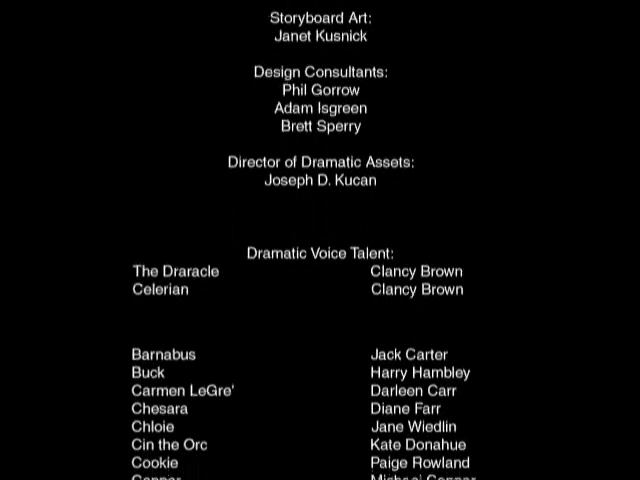 Storyboard Art:
Janet Kusnick
Design Consultants:
Phil Gorrow
Adam Isgreen
Brett Sperry
Director of Dramatic Assets:
Joseph D. Kucan
Dramatic Voice Talent:
The Draracle Clancy Brown
Celerian Clancy Brown
Barnabus Jack Carter
Buck Harry Hambley
Carmen LeGre' Darleen Carr
Chesara Diane Farr
Chloie Jane Wiedlin
Cin the Orc Kate Donahue
Cookie Paige Rowland